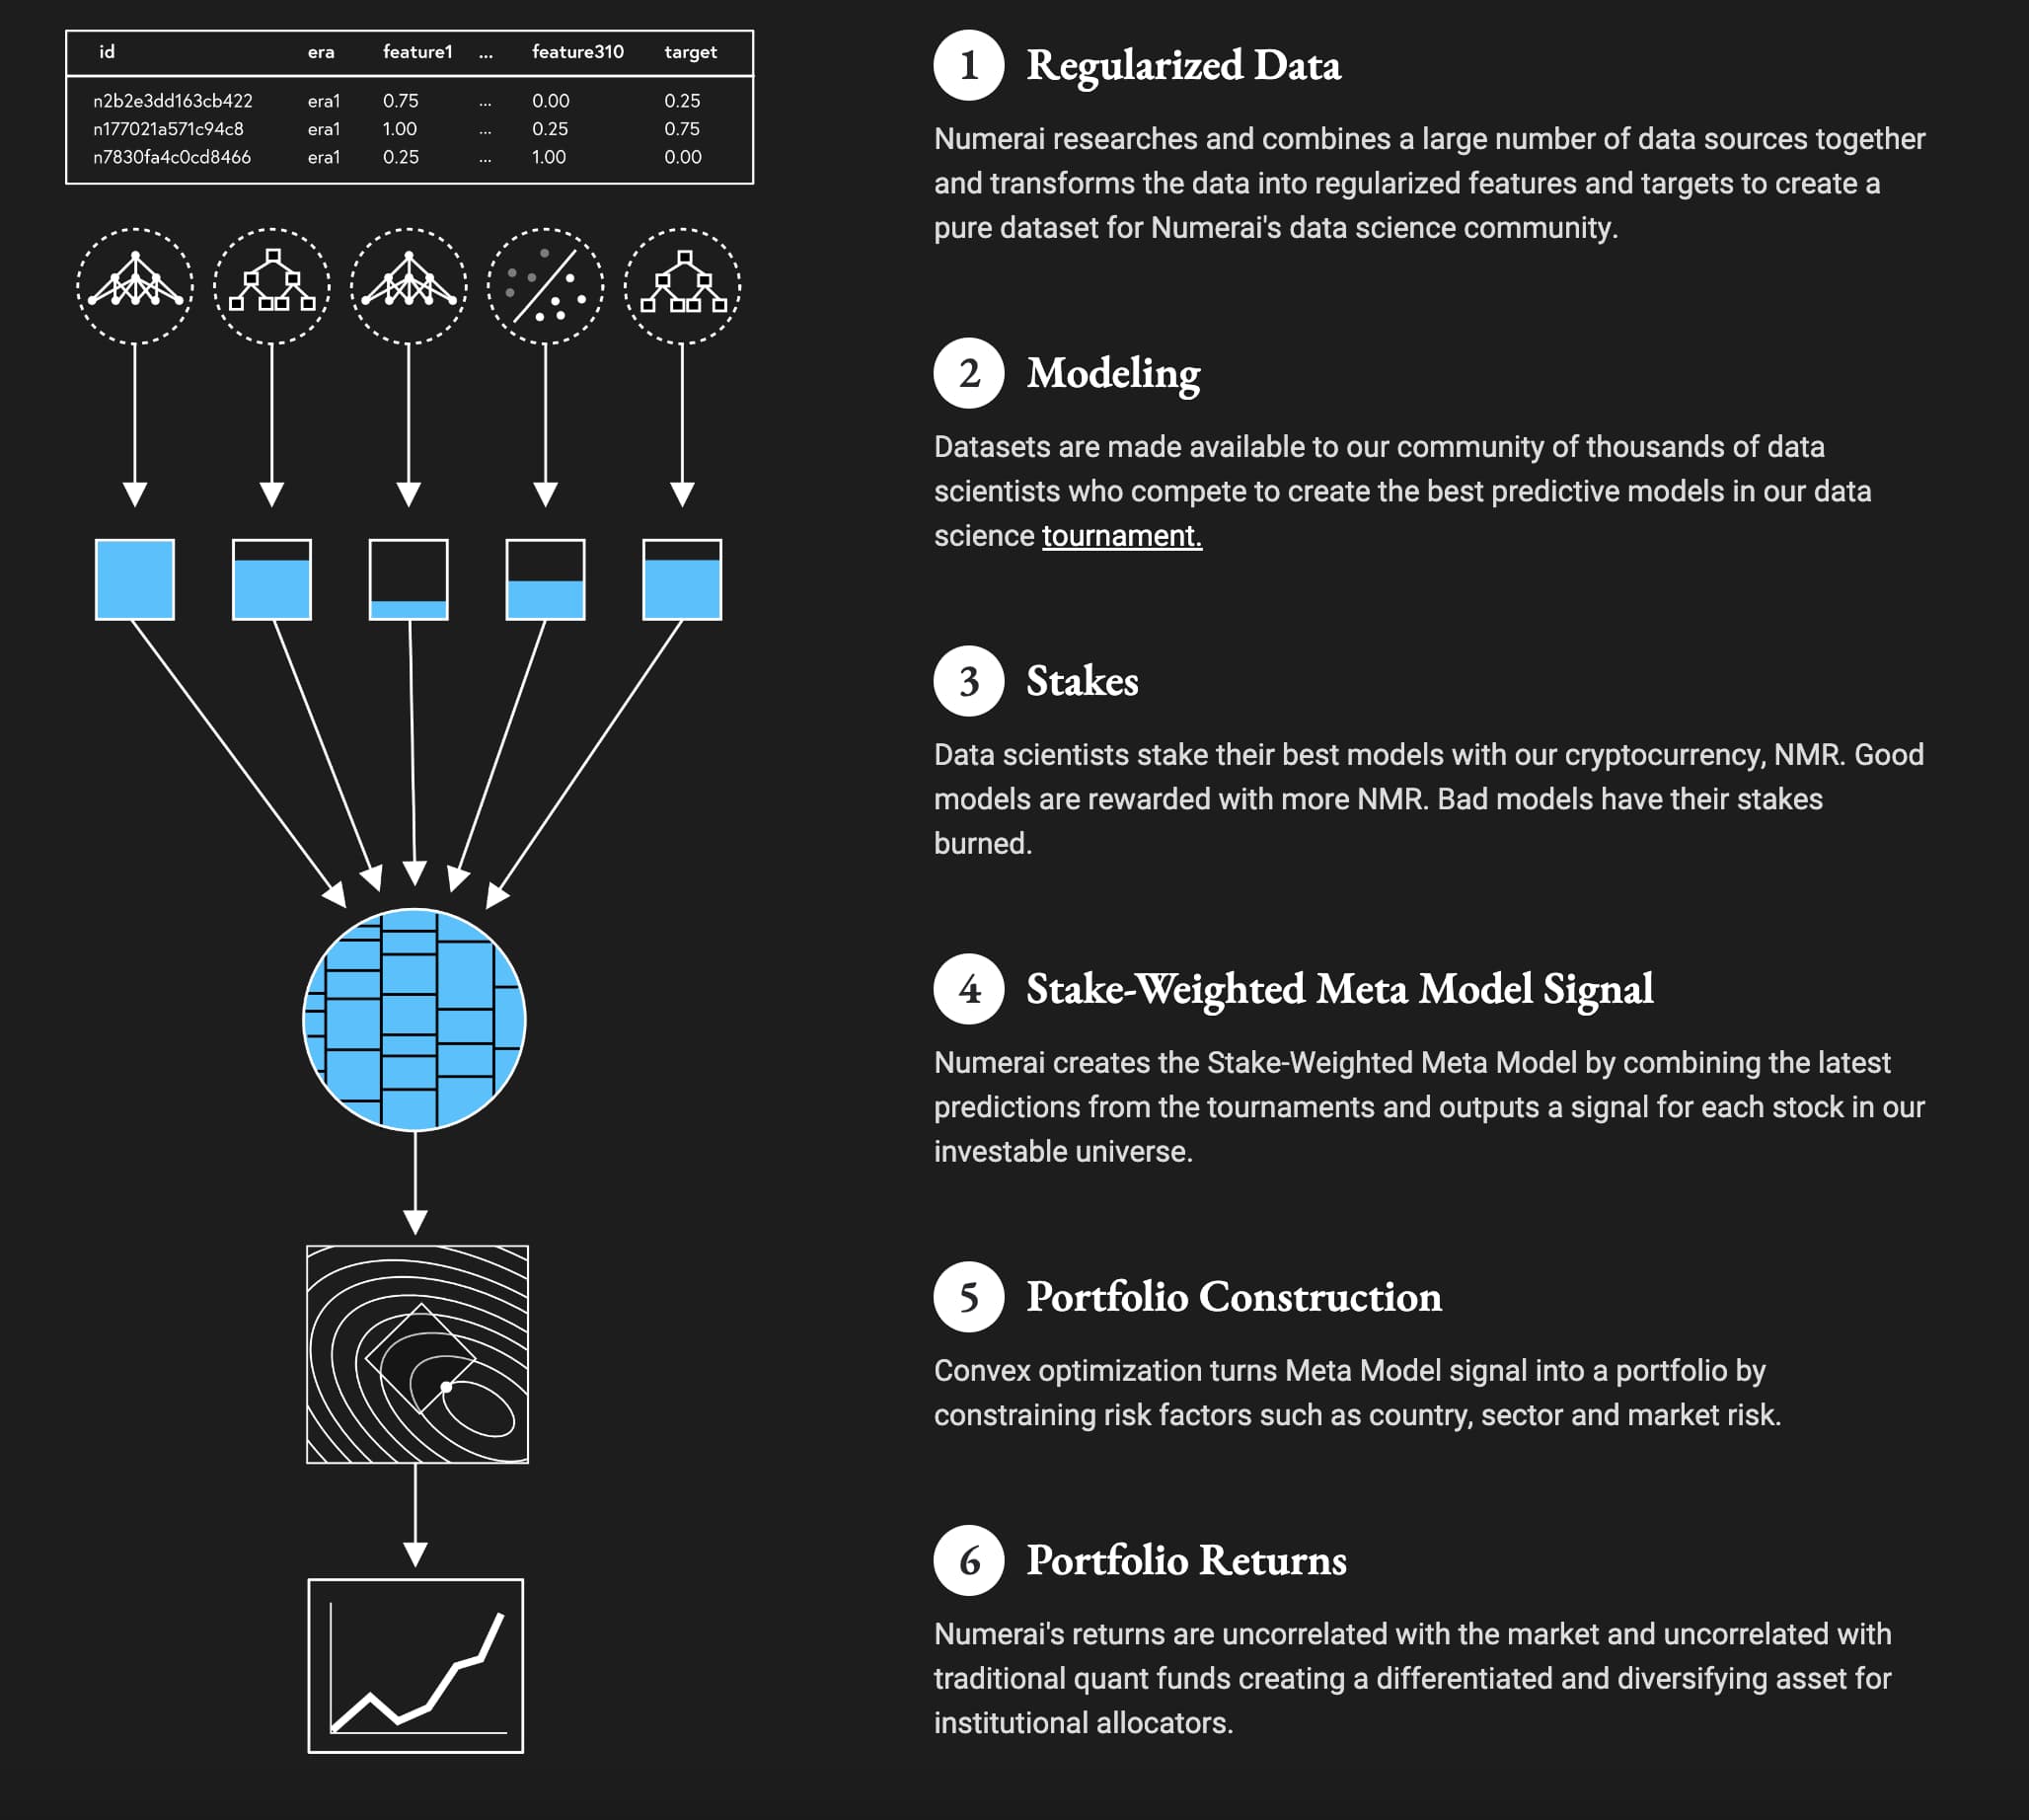 id era feature1 ... feature310 target
n2b2e3dd163cb422 era1 0.75 ... 0.00 0.25
n177021a571c94c8 era1 1.00 ... 0.25 0.75
n7830fa4c0cd8466 era1 0.25 ... 1.00 0.00
1 Regularized Data
Numerai researches and combines a large number of data sources together
and transforms the data into regularized features and targets to create a
pure dataset for Numerai's data science community.
2 Modeling
Datasets are made available to our community of thousands of data
scientists who compete to create the best predictive models in our data
science tournament.
3 Stakes
Data scientists stake their best models with our cryptocurrency, NMR. Good
models are rewarded with more NMR. Bad models have their stakes
burned.
4 Stake-Weighted Meta Model Signal
Numerai creates the Stake-Weighted Meta Model by combining the latest
predictions from the tournaments and outputs a signal for each stock in our
investable universe.
5 Portfolio Construction
Convex optimization turns Meta Model signal into a portfolio by
constraining risk factors such as country, sector and market risk.
6 Portfolio Returns
Numerai's returns are uncorrelated with the market and uncorrelated with
traditional quant funds creating a differentiated and diversifying asset for
institutional allocators.